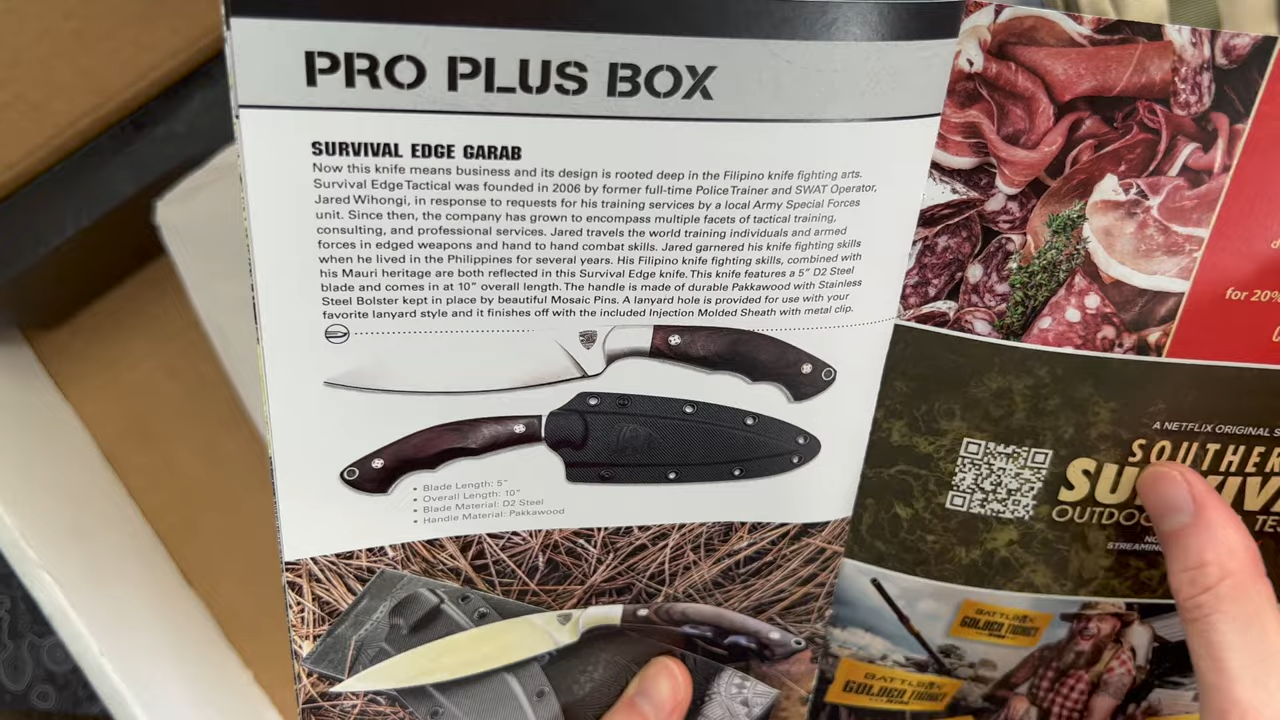 PRO PLUS BOX
SURVIVAL EDGE GARAB
Now this knife means business and its design is rooted deep in the Filipino knife fighting arts.
Survival Edge Tactical was founded in 2006 by former full-time Police Trainer and SWAT Operator,
Jared Wihongi, in response to requests for his training services by a local Army Special Forces
unit. Since then, the company has grown to encompass multiple facets of tactical training,
consulting, and professional services. Jared travels the world training individuals and armed
forces in edged weapons and hand to hand combat skills. Jared garnered his knife fighting skills
when he lived in the Philippines for several years. His Filipino knife fighting skills, combined with
his Mauri heritage are both reflected in this Survival Edge knife. This knife features a 5" D2 Steel
blade and comes in at 10" overall length. The handle is made of durable Pakkawood with Stainless
Steel Bolster kept in place by beautiful Mosaic Pins. A lanyard hole is provided for use with your
favorite lanyard style and it finishes off with the included Injection Molded Sheath with metal clip.
• Blade Length: 5"
• Overall Length: 10"
• Blade Material: D2 Steel
• Handle Material: Pakkawood
for 20%
A NETFLIX ORIGINAL S
SOUTHER
SURVIVA
OUTDOO TE
NO
STREAMIN
BATTLBOX
GOLDEN TICKET
BATTLBOX
GOLDEN TICKET